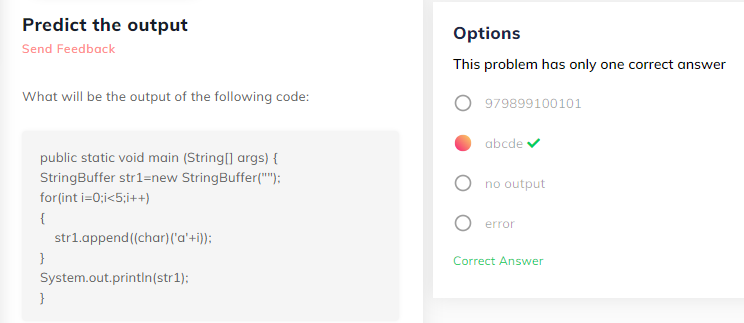 Predict the output
Send Feedback
What will be the output of the following code:
public static void main (String[] args) {
StringBuffer str1=new StringBuffer("");
for(int i=0;i<5;i++)
{
str1.append((char)('a'+i));
}
System.out.println(str1);
}
Options
This problem has only one correct answer
979899100101
abcde
no output
error
Correct Answer